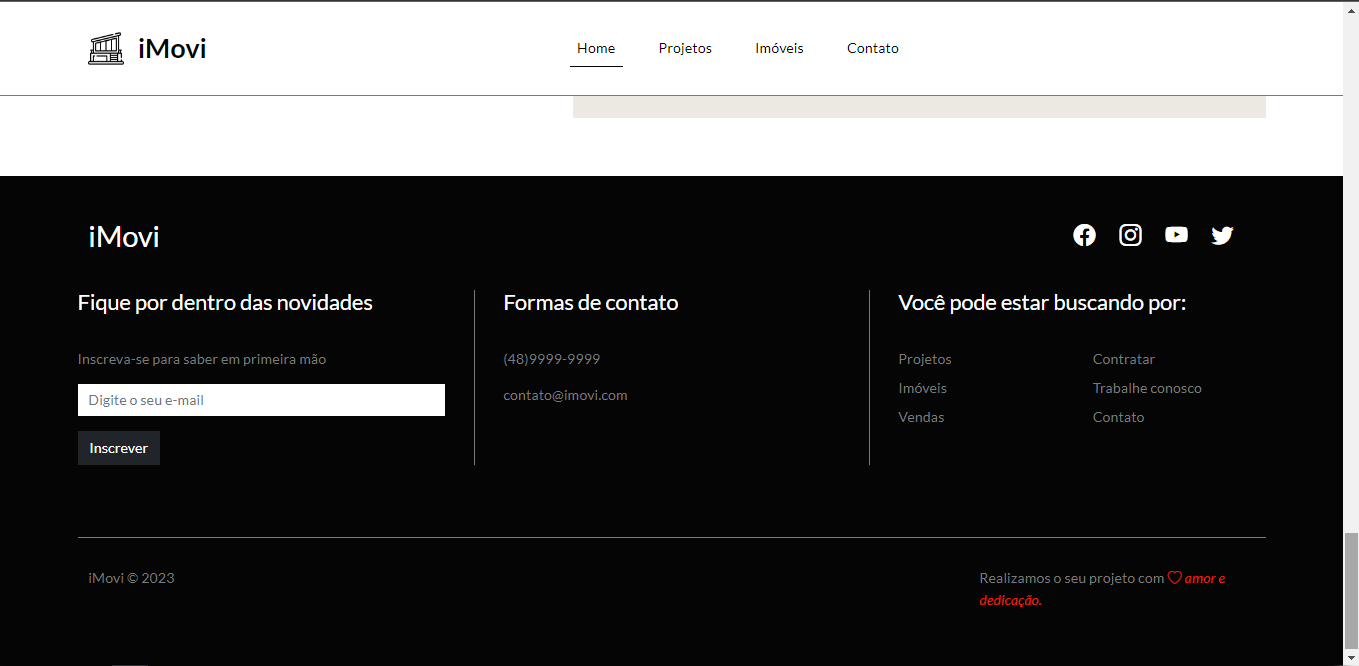 iMovi
Home Projetos Imóveis Contato
iMovi
Fique por dentro das novidades
Inscreva-se para saber em primeira mão
Digite o seu e-mail
Inscrever
Formas de contato
(48)9999-9999
contato@imovi.com
Você pode estar buscando por:
Projetos Contratar
Imóveis Trabalhe conosco
Vendas Contato
iMovi © 2023
Realizamos o seu projeto com ♡ amor e
dedicação.